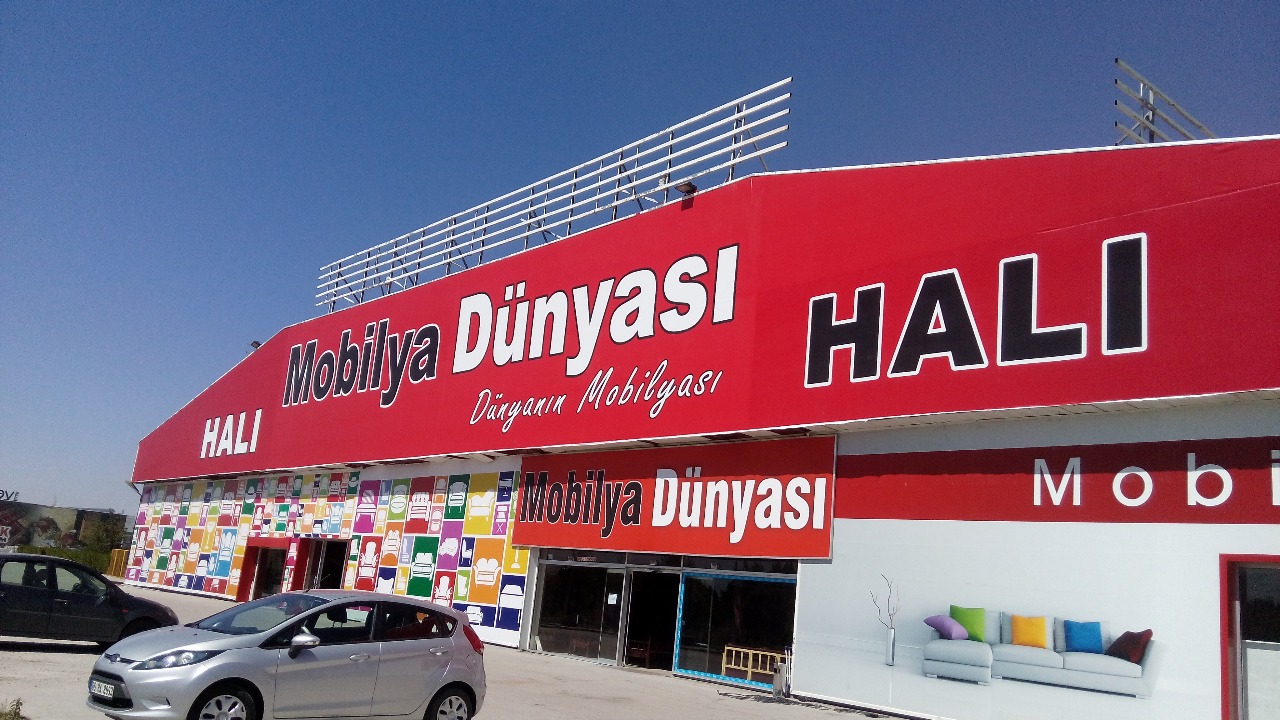 Mobilya Dünyası
Dünyanın Mobilyası
HALI
HALI
Mobilya Dünyası
Mobi